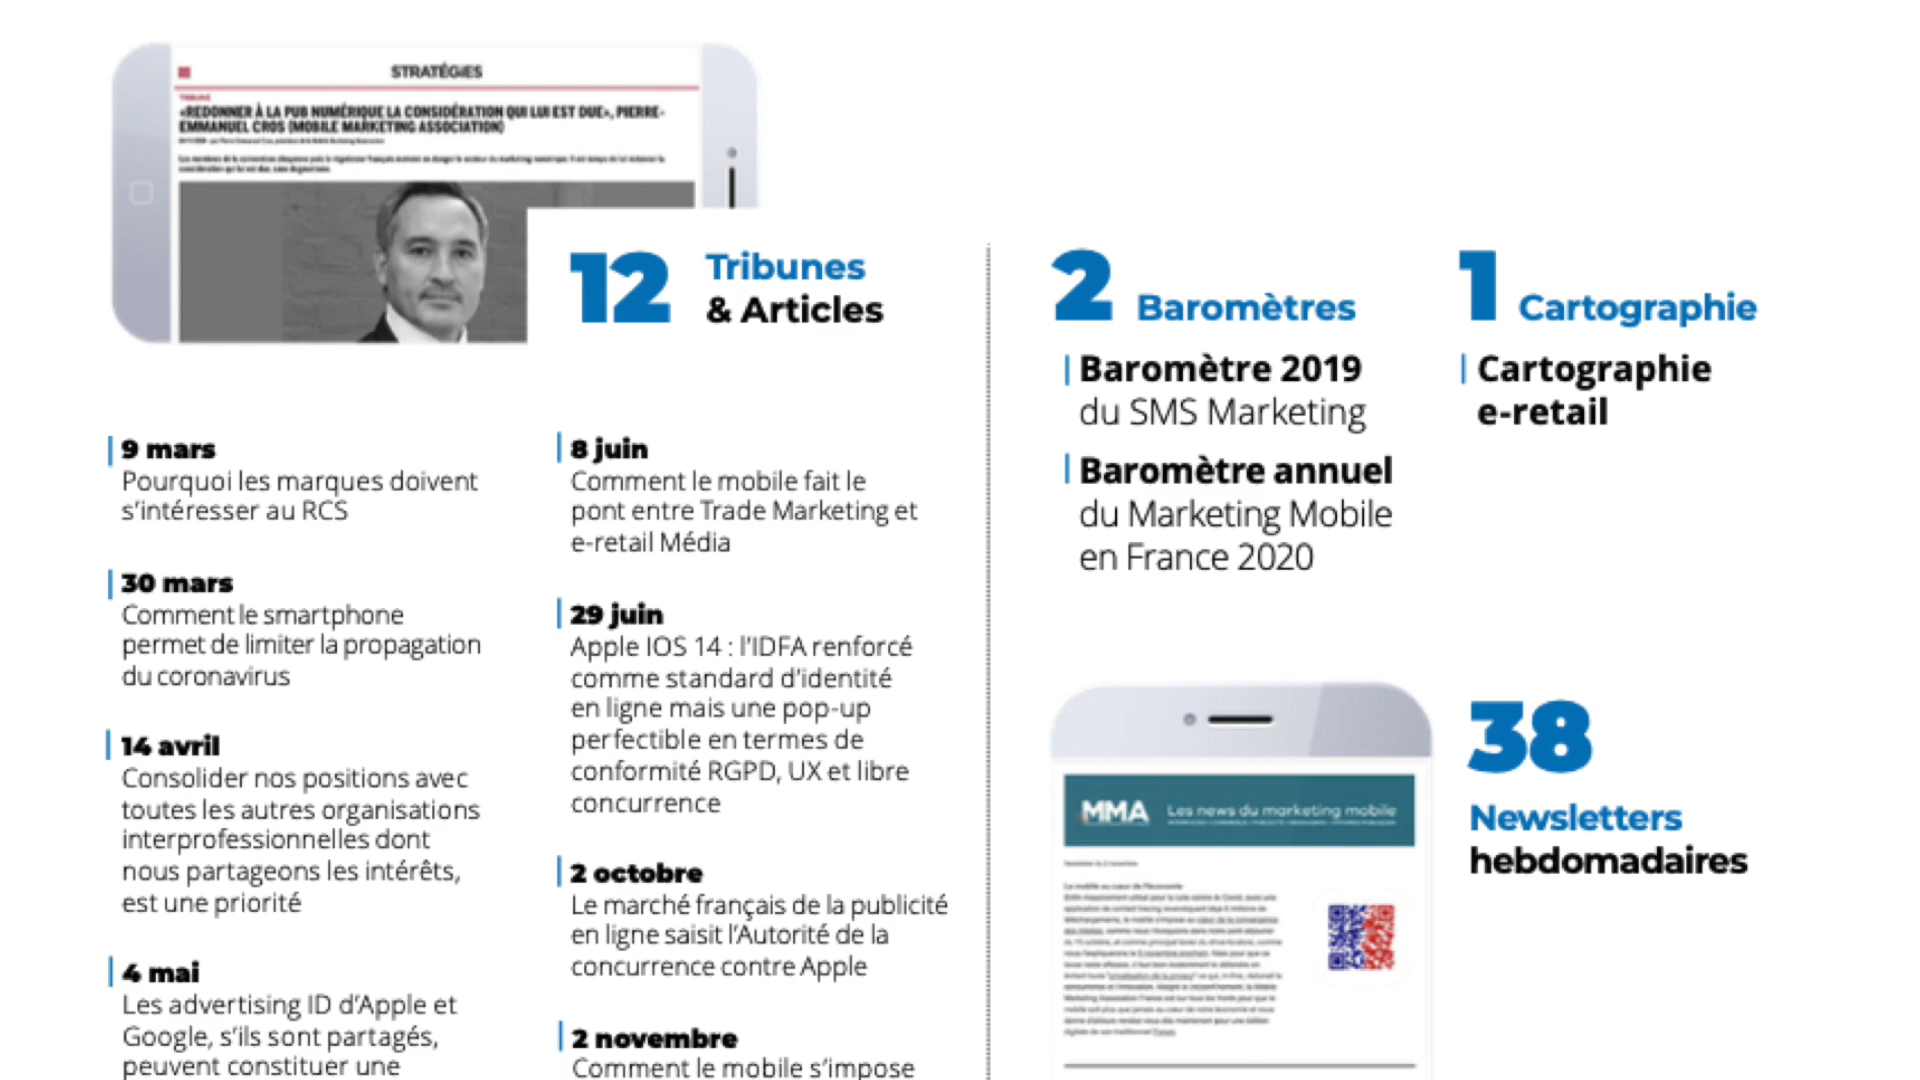 STRATÉGIES
TRIBUNE
«REDONNER À LA PUB NUMÉRIQUE LA CONSIDÉRATION QUI LUI EST DUE», PIERRE-
EMMANUEL CROS (MOBILE MARKETING ASSOCIATION)
12 Tribunes
& Articles
9 mars
Pourquoi les marques doivent
s’intéresser au RCS
30 mars
Comment le smartphone
permet de limiter la propagation
du coronavirus
14 avril
Consolider nos positions avec
toutes les autres organisations
interprofessionnelles dont
nous partageons les intérêts,
est une priorité
4 mai
Les advertising ID d’Apple et
Google, s’ils sont partagés,
peuvent constituer une
8 juin
Comment le mobile fait le
pont entre Trade Marketing et
e-retail Média
29 juin
Apple IOS 14 : l’IDFA renforcé
comme standard d’identité
en ligne mais une pop-up
perfectible en termes de
conformité RGPD, UX et libre
concurrence
2 octobre
Le marché français de la publicité
en ligne saisit l’Autorité de la
concurrence contre Apple
2 novembre
Comment le mobile s’impose
2 Baromètres
Baromètre 2019
du SMS Marketing
Baromètre annuel
du Marketing Mobile
en France 2020
1 Cartographie
Cartographie
e-retail
MMA Les news du marketing mobile
Le mobile au cœur de l'économie
38
Newsletters
hebdomadaires